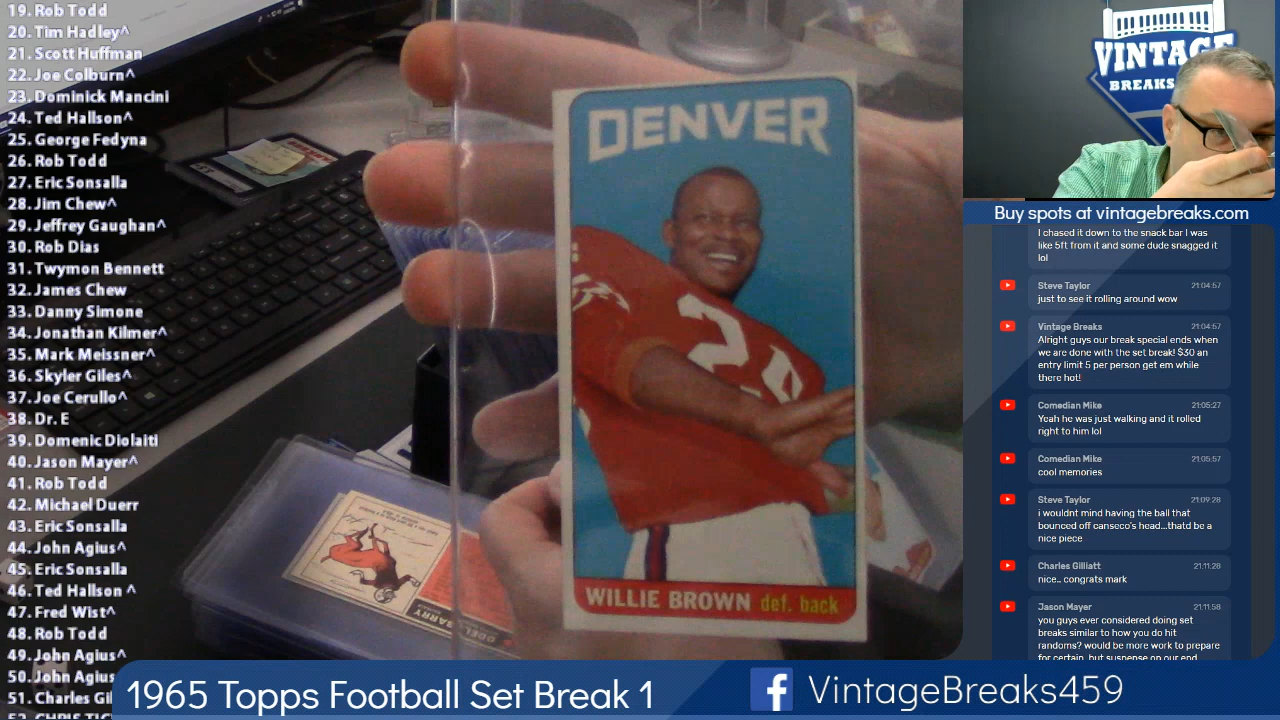 19. Rob Todd
20. Tim Hadley^
21. Scott Huffman
22. Joe Colburn^
23. Dominick Mancini
24. Ted Hallson^
25. George Fedyna
26. Rob Todd
27. Eric Sonsalla
28. Jim Chew^
29. Jeffrey Gaughan^
30. Rob Dias
31. Twymon Bennett
32. James Chew
33. Danny Simone
34. Jonathan Kilmer^
35. Mark Meissner^
36. Skyler Giles^
37. Joe Cerullo^
38. Dr. E
39. Domenic Diolaiti
40. Jason Mayer^
41. Rob Todd
42. Michael Duerr
43. Eric Sonsalla
44. John Agius^
45. Eric Sonsalla
46. Ted Hallson ^
47. Fred Wist^
48. Rob Todd
49. John Agius^
50. John Agius
51. Charles Gil
DENVER
WILLIE BROWN def. back
VINTAGE
BREAKS
Buy spots at vintagebreaks.com
I chased it down to the snack bar I was
like 5ft from it and some dude snagged it
lol
Steve Taylor 21:04:57
just to see it rolling around wow
Vintage Breaks 21:04:57
Alright guys our break special ends when
we are done with the set break! $30 an
entry limit 5 per person get em while
there hot!
Comedian Mike 21:05:27
Yeah he was just walking and it rolled
right to him lol
Comedian Mike 21:05:57
cool memories
Steve Taylor 21:09:28
i wouldnt mind having the ball that
bounced off canseco's head...thatd be a
nice piece
Charles Gilliatt 21:11:28
nice.. congrats mark
Jason Mayer 21:11:58
you guys ever considered doing set
breaks similar to how you do hit
randoms? would be more work to prepare
for certain, but suspense on our end
1965 Topps Football Set Break 1
f VintageBreaks459